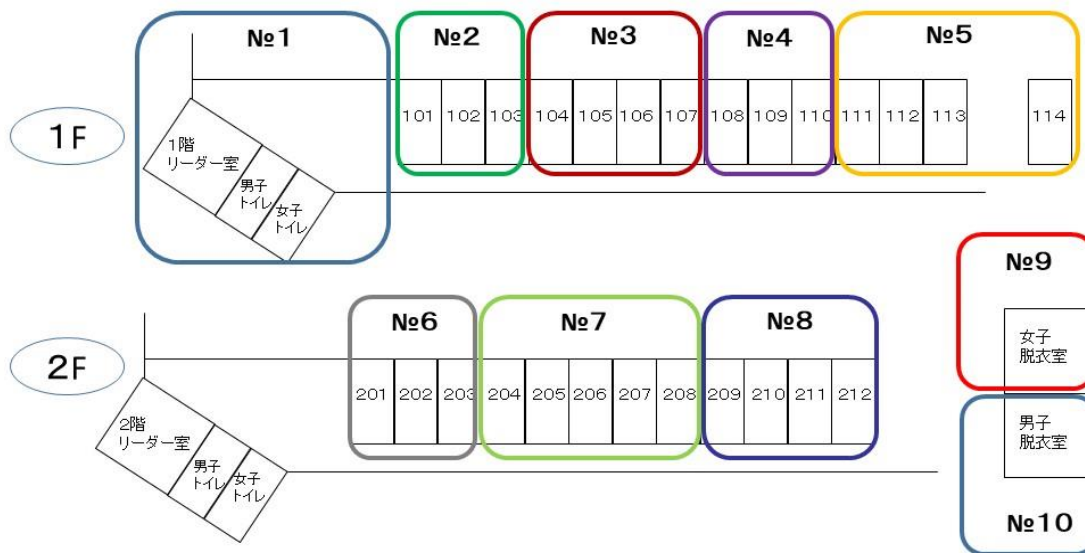 №1
№2
№3
№4
№5
1F
101
102
103
104
105
106
107
108
109
110
111
112
113
114
1階
リーダー室
男子
トイレ
女子
トイレ
№6
№7
№8
№9
2F
201
202
203
204
205
206
207
208
209
210
211
212
女子
脱衣室
2階
リーダー室
男子
トイレ
女子
トイレ
男子
脱衣室
№10